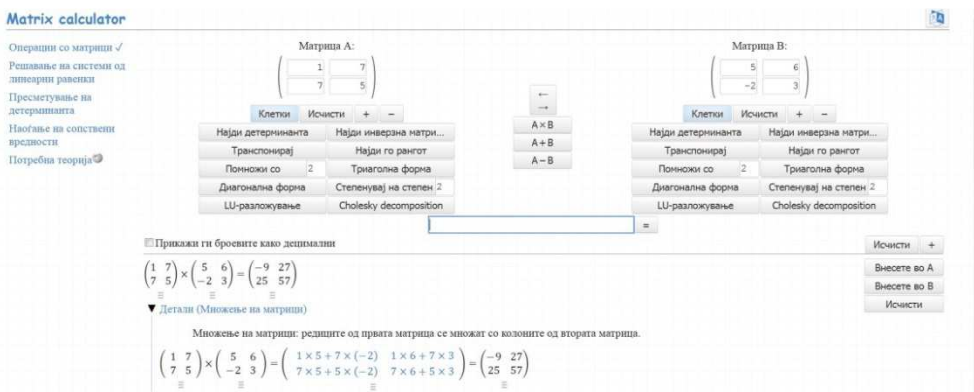 Matrix calculator
Операции со матрици ✓
Решавање на системи од
линеарни равенки
Пресметување на
детерминанта
Наоѓање на сопствени
вредности
Потребна теорија
Матрица A:
1 7
7 5
Клетки Исчисти + −
Најди детерминанта Најди инверзна матри...
Транспонирај Најди го рангот
Помножи со 2 Триаголна форма
Диагонална форма Степенувај на степен 2
LU-разложување Cholesky decomposition
←
→
A × B
A + B
A − B
Матрица B:
5 6
−2 3
Клетки Исчисти + −
Најди детерминанта Најди инверзна матри...
Транспонирај Најди го рангот
Помножи со 2 Триаголна форма
Диагонална форма Степенувај на степен 2
LU-разложување Cholesky decomposition
=
Прикажи ги броевите како децимални
Исчисти +
(1 7 7 5) × (5 6 −2 3) = (−9 27 25 57)
Внесете во A
Внесете во B
Исчисти
▼ Детали (Множење на матрици)
Множење на матрици: редиците од првата матрица се множат со колоните од втората матрица.
(1 7 7 5) × (5 6 −2 3) = (1 × 5 + 7 × (−2) 1 × 6 + 7 × 3 7 × 5 + 5 × (−2) 7 × 6 + 5 × 3) = (−9 27 25 57)